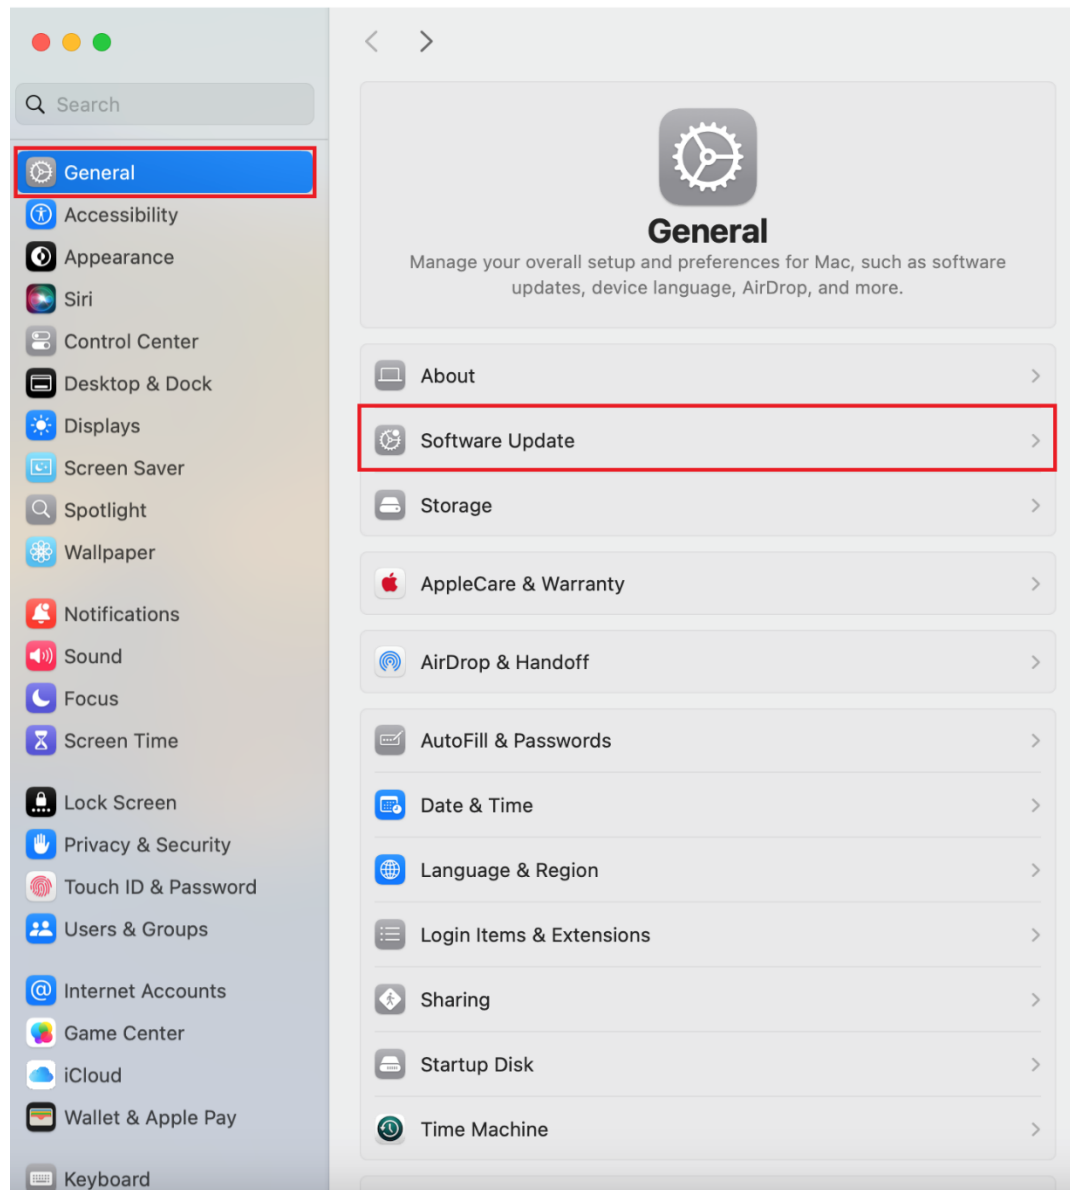 Search
General
Accessibility
Appearance
Siri
Control Center
Desktop & Dock
Displays
Screen Saver
Spotlight
Wallpaper
Notifications
Sound
Focus
Screen Time
Lock Screen
Privacy & Security
Touch ID & Password
Users & Groups
Internet Accounts
Game Center
iCloud
Wallet & Apple Pay
Keyboard
General
Manage your overall setup and preferences for Mac, such as software
updates, device language, AirDrop, and more.
About
Software Update
Storage
AppleCare & Warranty
AirDrop & Handoff
AutoFill & Passwords
Date & Time
Language & Region
Login Items & Extensions
Sharing
Startup Disk
Time Machine